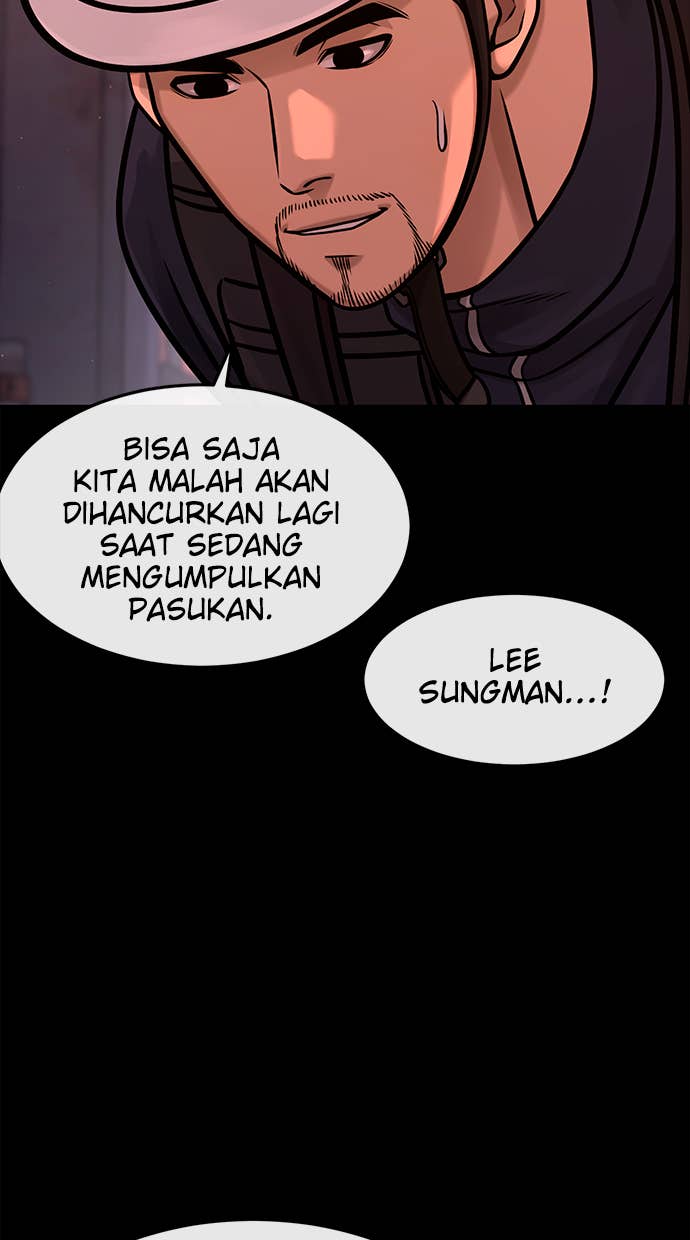 BISA SAJA
KITA MALAH AKAN
DIHANCURKAN LAGI
SAAT SEDANG
MENGUMPULKAN
PASUKAN.
LEE
SUNGMAN...!